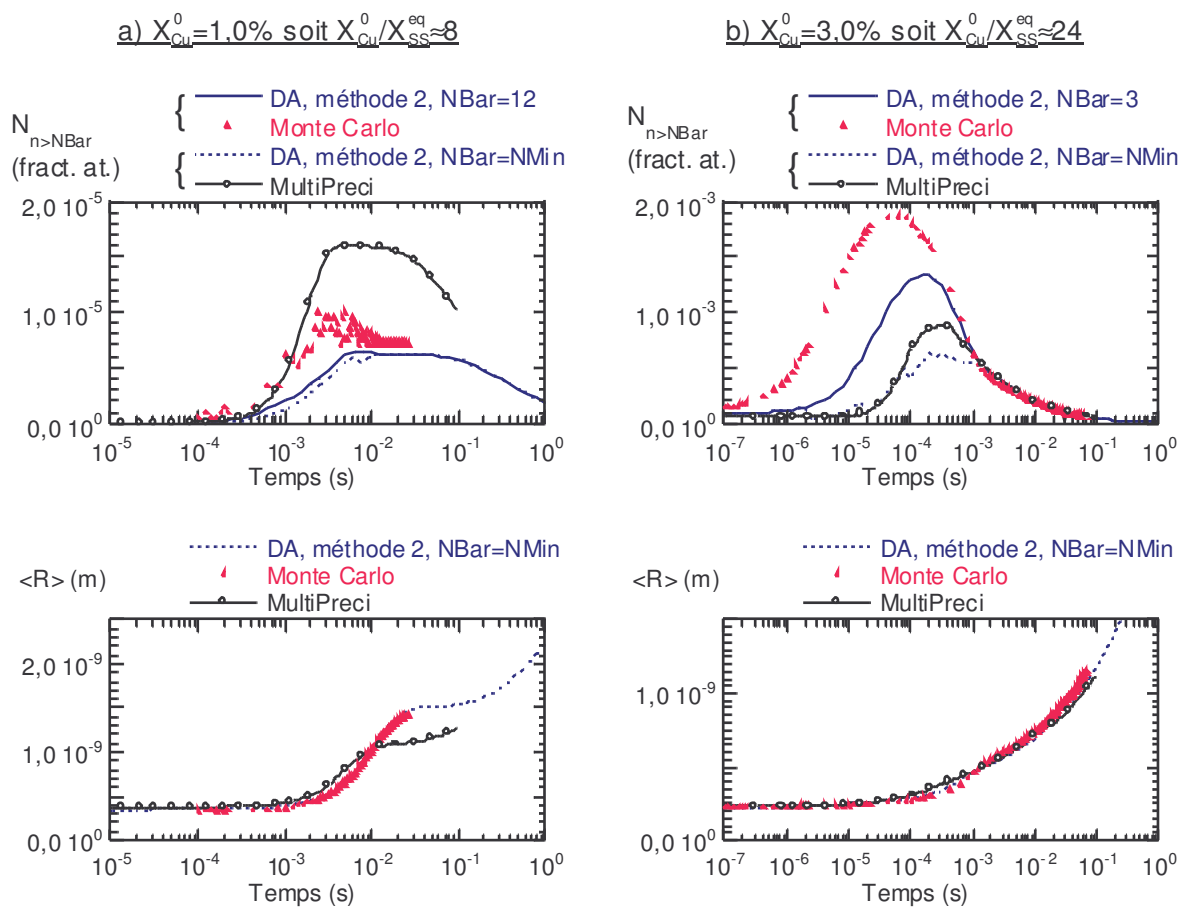 a) X⁰Cu=1,0% soit X⁰Cu/XeqSS≈8
{ DA, méthode 2, NBar=12
Monte Carlo
{ DA, méthode 2, NBar=NMin
MultiPreci
N n>NBar
(fract. at.)
2,0 10-5
1,0 10-5
0,0 100
10-5 10-4 10-3 10-2 10-1 100
Temps (s)
b) X⁰Cu=3,0% soit X⁰Cu/XeqSS≈24
{ DA, méthode 2, NBar=3
Monte Carlo
{ DA, méthode 2, NBar=NMin
MultiPreci
N n>NBar
(fract. at.)
2,0 10-3
1,0 10-3
0,0 100
10-7 10-6 10-5 10-4 10-3 10-2 10-1 100
Temps (s)
DA, méthode 2, NBar=NMin
Monte Carlo
MultiPreci
<R> (m)
2,0 10-9
1,0 10-9
0,0 100
10-5 10-4 10-3 10-2 10-1 100
Temps (s)
DA, méthode 2, NBar=NMin
Monte Carlo
MultiPreci
<R> (m)
1,0 10-9
0,0 100
10-7 10-6 10-5 10-4 10-3 10-2 10-1 100
Temps (s)